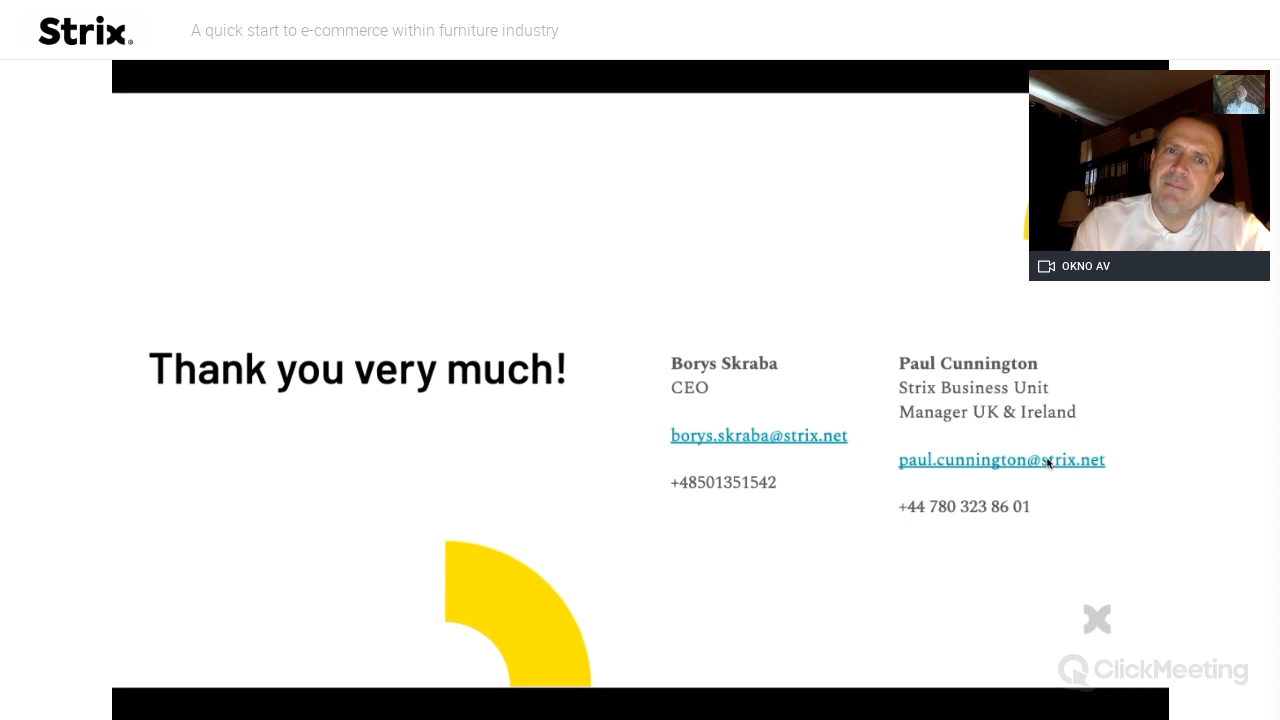 Strix®
A quick start to e-commerce within furniture industry
OKNO AV
Thank you very much!
Borys Skraba
CEO
borys.skraba@strix.net
+48501351542
Paul Cunnington
Strix Business Unit
Manager UK & Ireland
paul.cunnington@strix.net
+44 780 323 86 01
ClickMeeting